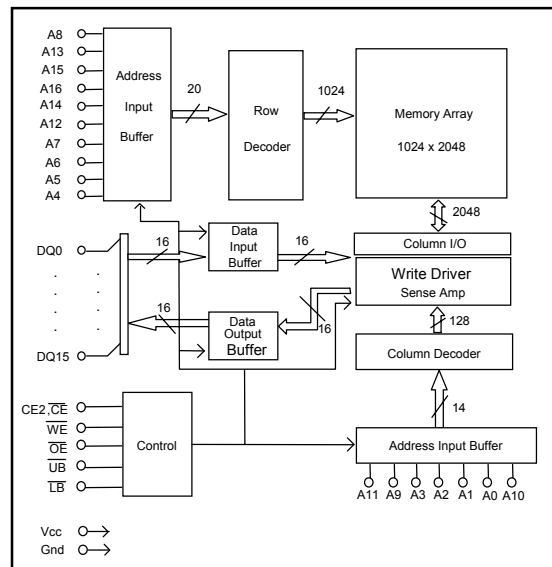 A8
A13
A15
A16
A14
A12
A7
A6
A5
A4
Address
Input
Buffer
20
Row
Decoder
1024
Memory Array
1024 x 2048
2048
Column I/O
Write Driver
Sense Amp
128
Column Decoder
14
Address Input Buffer
A11 A9 A3 A2 A1 A0 A10
DQ0
DQ15
16
Data
Input
Buffer
16
16
Data
Output
Buffer
16
CE2,CE
WE
OE
UB
LB
Control
Vcc
Gnd